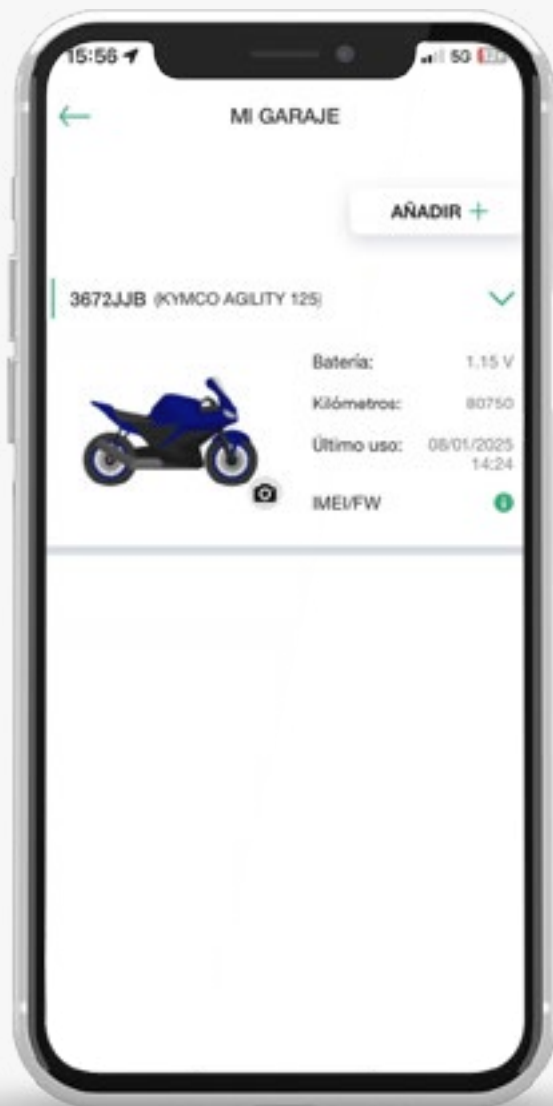 15:56
5G
MI GARAJE
AÑADIR +
3672JJB (KYMCO AGILITY 125)
Batería: 1.15 V
Kilómetros: 80750
Último uso: 08/01/2025
14:24
IMEI/FW